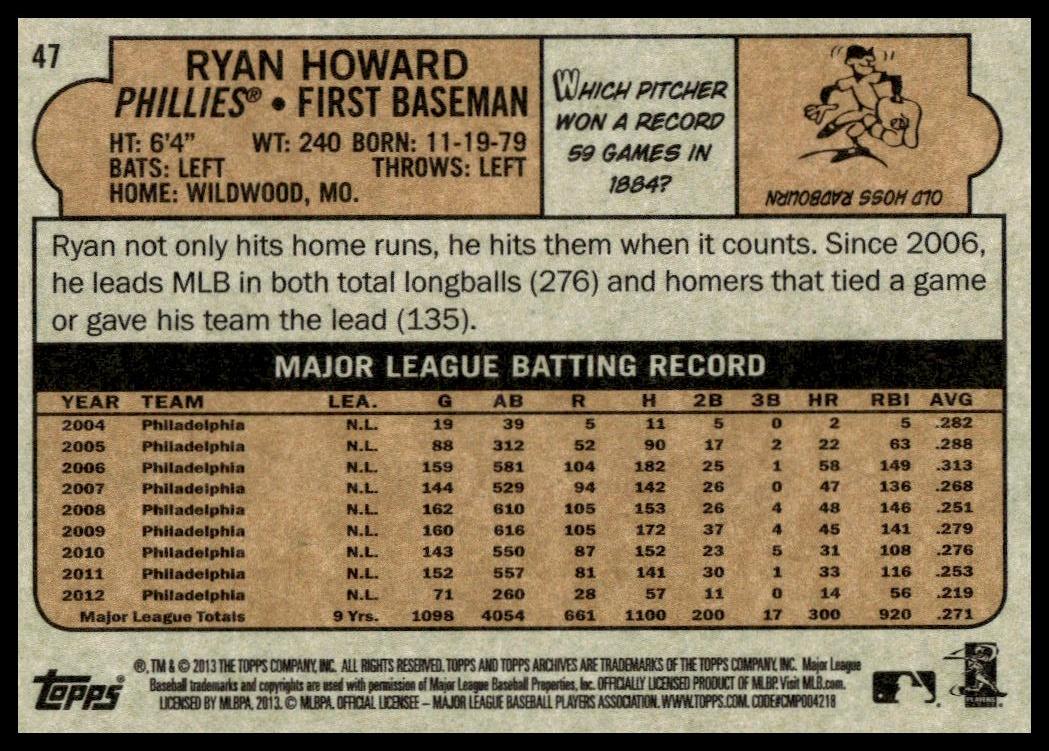 47
RYAN HOWARD
PHILLIES® • FIRST BASEMAN
HT: 6'4" WT: 240 BORN: 11-19-79
BATS: LEFT THROWS: LEFT
HOME: WILDWOOD, MO.
WHICH PITCHER
WON A RECORD
59 GAMES IN
1884?
OLD HOSS RADBOURN
Ryan not only hits home runs, he hits them when it counts. Since 2006,
he leads MLB in both total longballs (276) and homers that tied a game
or gave his team the lead (135).
MAJOR LEAGUE BATTING RECORD
YEAR TEAM LEA. G AB R H 2B 3B HR RBI AVG
2004 Philadelphia N.L. 19 39 5 11 5 0 2 5 .282
2005 Philadelphia N.L. 88 312 52 90 17 2 22 63 .288
2006 Philadelphia N.L. 159 581 104 182 25 1 58 149 .313
2007 Philadelphia N.L. 144 529 94 142 26 0 47 136 .268
2008 Philadelphia N.L. 162 610 105 153 26 4 48 146 .251
2009 Philadelphia N.L. 160 616 105 172 37 4 45 141 .279
2010 Philadelphia N.L. 143 550 87 152 23 5 31 108 .276
2011 Philadelphia N.L. 152 557 81 141 30 1 33 116 .253
2012 Philadelphia N.L. 71 260 28 57 11 0 14 56 .219
Major League Totals 9 Yrs. 1098 4054 661 1100 200 17 300 920 .271
Topps®
®, TM & © 2013 THE TOPPS COMPANY, INC. ALL RIGHTS RESERVED. TOPPS AND TOPPS ARCHIVES ARE TRADEMARKS OF THE TOPPS COMPANY, INC. Major League
Baseball trademarks and copyrights are used with permission of Major League Baseball Properties, Inc. OFFICIALLY LICENSED PRODUCT OF MLBP. Visit MLB.com.
LICENSED BY MLBPA, 2013. © MLBPA. OFFICIAL LICENSEE – MAJOR LEAGUE BASEBALL PLAYERS ASSOCIATION. WWW.TOPPS.COM. CODE#CMP004218